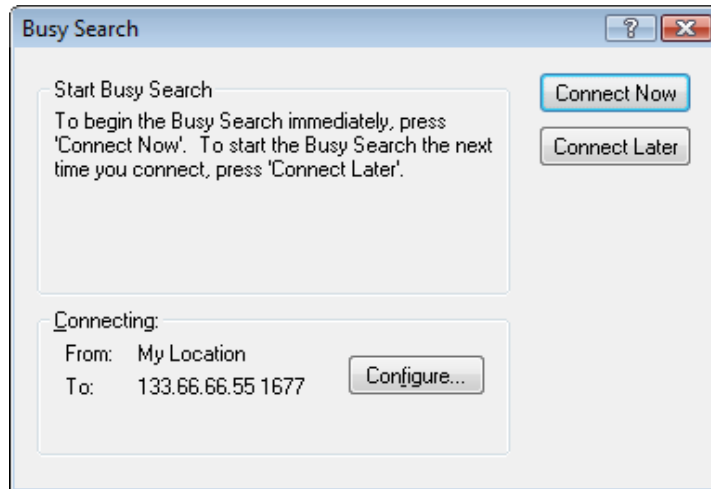 Busy Search
Start Busy Search
To begin the Busy Search immediately, press
'Connect Now'.  To start the Busy Search the next
time you connect, press 'Connect Later'.
Connect Now
Connect Later
Connecting:
From: My Location
To: 133.66.66.55 1677
Configure...